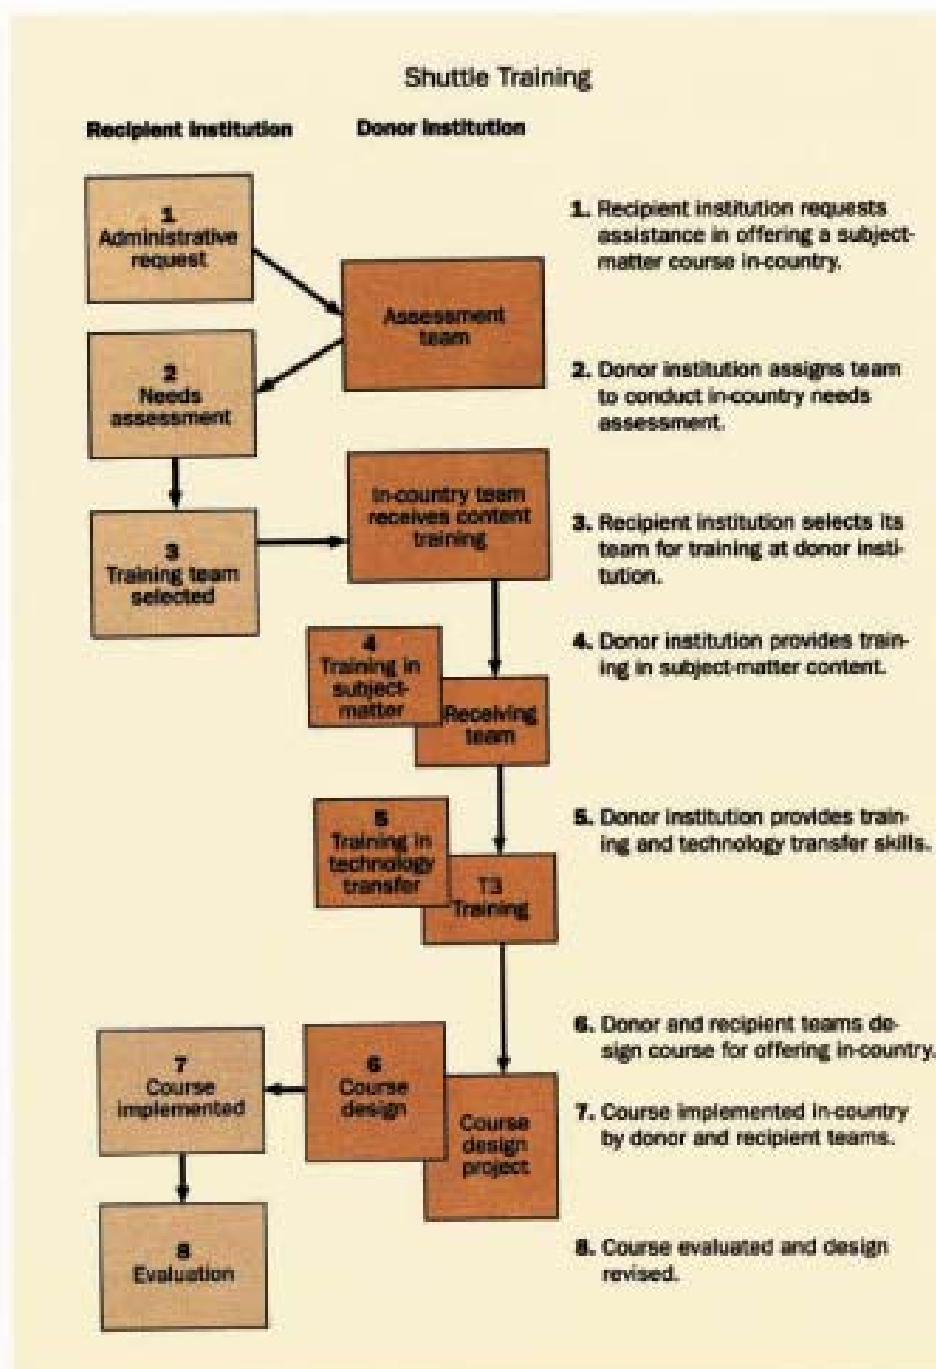 Shuttle Training
Recipient Institution
Donor Institution
1
Administrative
request
Assessment
team
2
Needs
assessment
In-country team
receives content
training
3
Training team
selected
4
Training in
subject-
matter
Receiving
team
5
Training in
technology
transfer
T3
Training
7
Course
implemented
6
Course
design
Course
design
project
8
Evaluation
1. Recipient institution requests
assistance in offering a subject-
matter course in-country.
2. Donor institution assigns team
to conduct in-country needs
assessment.
3. Recipient institution selects its
team for training at donor insti-
tution.
4. Donor institution provides train-
ing in subject-matter content.
5. Donor institution provides train-
ing and technology transfer skills.
6. Donor and recipient teams de-
sign course for offering in-country.
7. Course implemented in-country
by donor and recipient teams.
8. Course evaluated and design
revised.